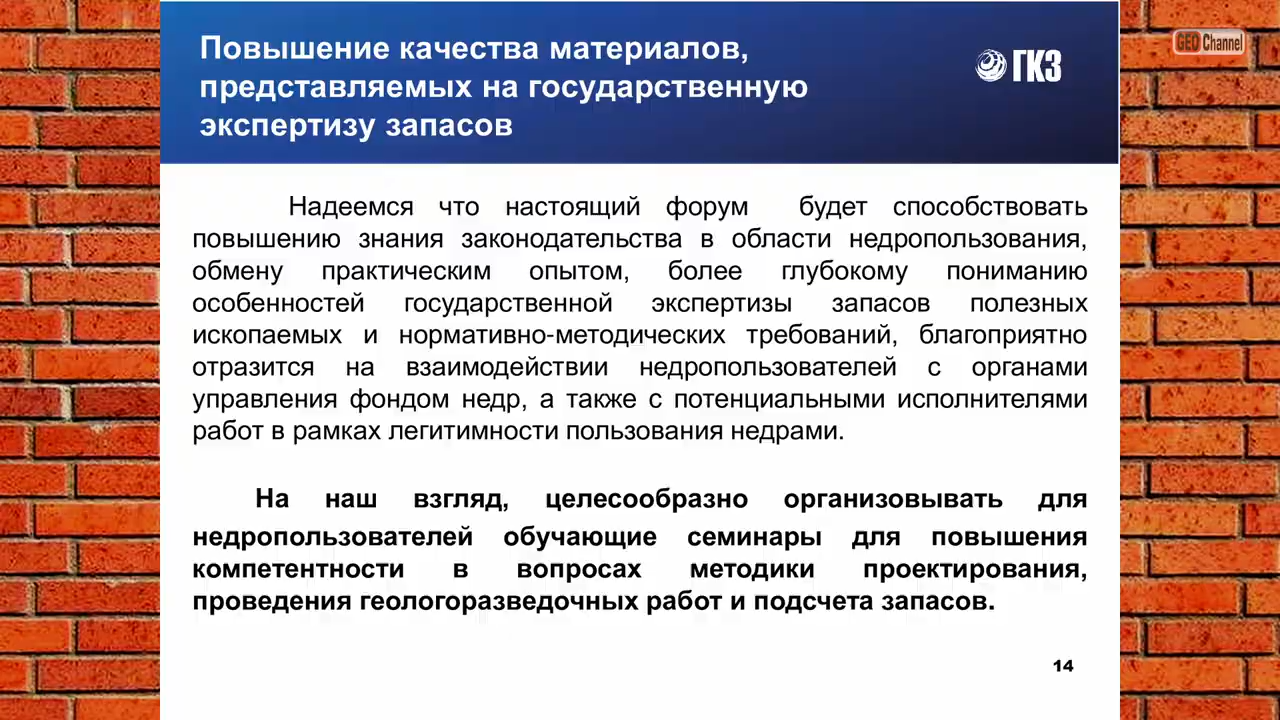 Повышение качества материалов,
представляемых на государственную
экспертизу запасов
ГКЗ
GEO Channel
Надеемся что настоящий форум будет способствовать
повышению знания законодательства в области недропользования,
обмену практическим опытом, более глубокому пониманию
особенностей государственной экспертизы запасов полезных
ископаемых и нормативно-методических требований, благоприятно
отразится на взаимодействии недропользователей с органами
управления фондом недр, а также с потенциальными исполнителями
работ в рамках легитимности пользования недрами.
На наш взгляд, целесообразно организовывать для
недропользователей обучающие семинары для повышения
компетентности в вопросах методики проектирования,
проведения геологоразведочных работ и подсчета запасов.
14